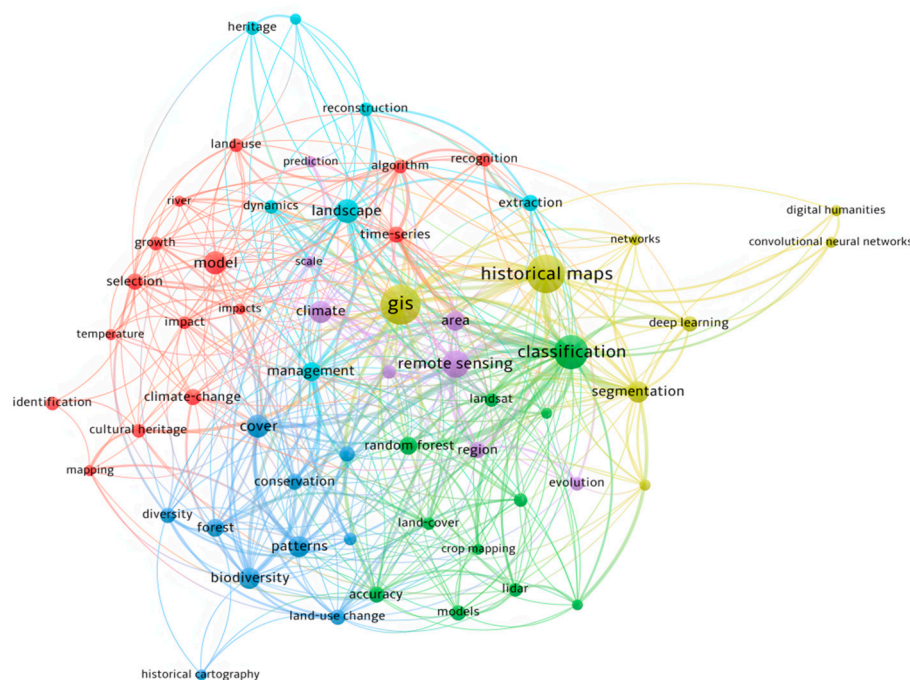 heritage
reconstruction
land-use
prediction
algorithm
recognition
river
dynamics
landscape
extraction
digital humanities
growth
time-series
networks
convolutional neural networks
selection
model
scale
historical maps
temperature
impact
impacts
climate
gis
area
deep learning
classification
management
remote sensing
segmentation
identification
climate-change
landsat
cultural heritage
cover
random forest
region
mapping
conservation
evolution
diversity
forest
land-cover
patterns
crop mapping
biodiversity
accuracy
lidar
land-use change
models
historical cartography